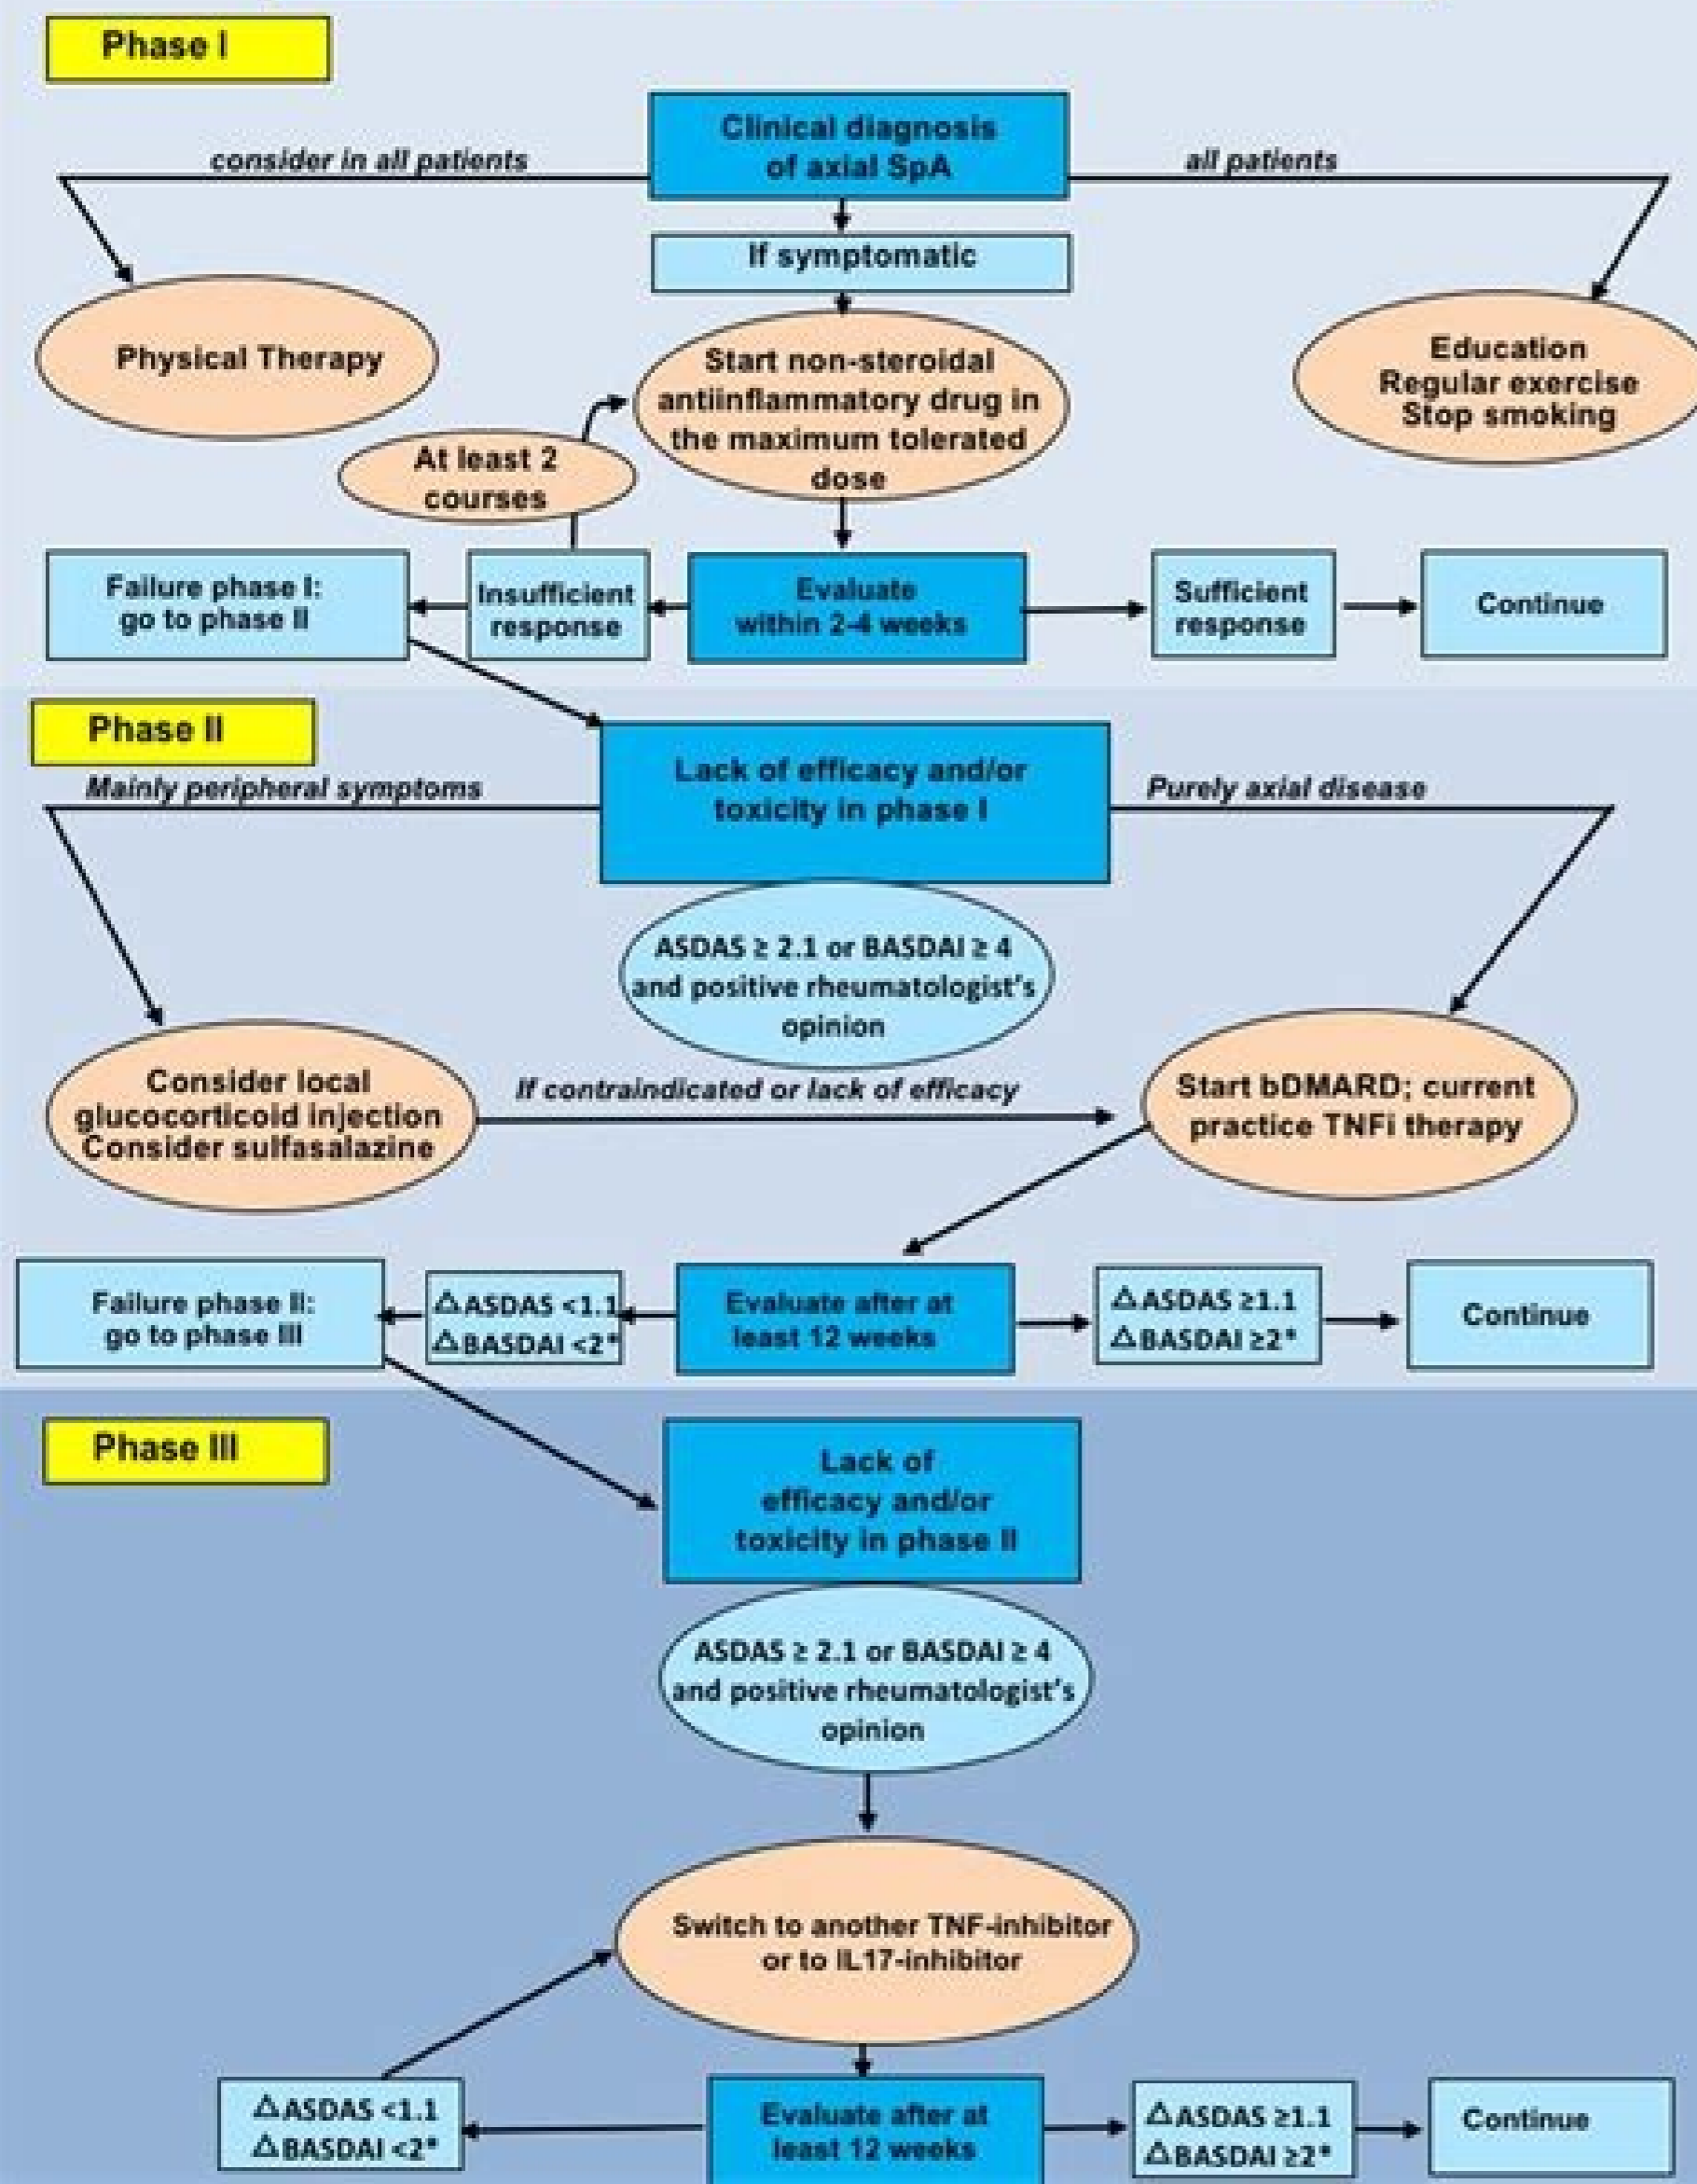 Phase I
Clinical diagnosis
of axial SpA
consider in all patients
all patients
If symptomatic
Physical Therapy
Start non-steroidal
antiinflammatory drug in
the maximum tolerated
dose
Education
Regular exercise
Stop smoking
At least 2
courses
Failure phase I:
go to phase II
Insufficient
response
Evaluate
within 2-4 weeks
Sufficient
response
Continue
Phase II
Lack of efficacy and/or
toxicity in phase I
Mainly peripheral symptoms
Purely axial disease
ASDAS ≥ 2.1 or BASDAI ≥ 4
and positive rheumatologist's
opinion
Consider local
glucocorticoid injection
Consider sulfasalazine
If contraindicated or lack of efficacy
Start bDMARD; current
practice TNFi therapy
Failure phase II:
go to phase III
△ASDAS <1.1
△BASDAI <2*
Evaluate after at
least 12 weeks
△ASDAS ≥1.1
△BASDAI ≥2*
Continue
Phase III
Lack of
efficacy and/or
toxicity in phase II
ASDAS ≥ 2.1 or BASDAI ≥ 4
and positive rheumatologist's
opinion
Switch to another TNF-inhibitor
or to IL17-inhibitor
△ASDAS <1.1
△BASDAI <2*
Evaluate after at
least 12 weeks
△ASDAS ≥1.1
△BASDAI ≥2*
Continue